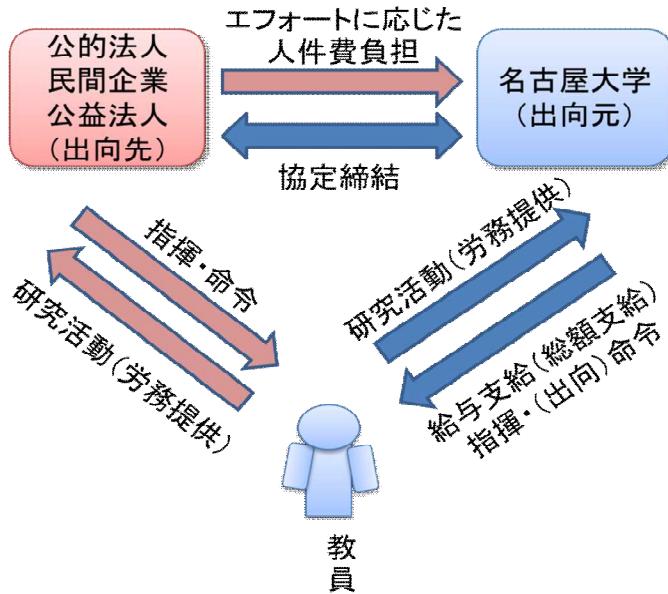 公的法人
民間企業
公益法人
(出向先)
エフォートに応じた
人件費負担
協定締結
名古屋大学
(出向元)
指揮・命令
研究活動(労務提供)
研究活動(労務提供)
給与支給(総額支給)
指揮・(出向)命令
教
員